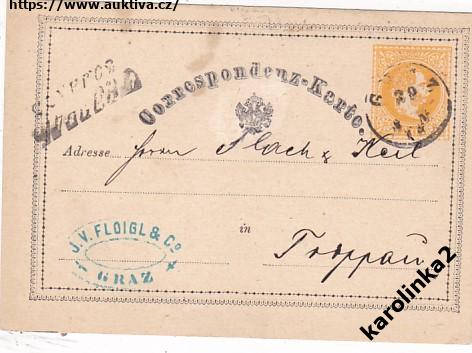 https://www.auktiva.cz/
Correspondenz-Karte.
Adresse Herrn Flach & Keil
in
Troppau
J. V. FLOIGL & Co
GRAZ
karolinka2